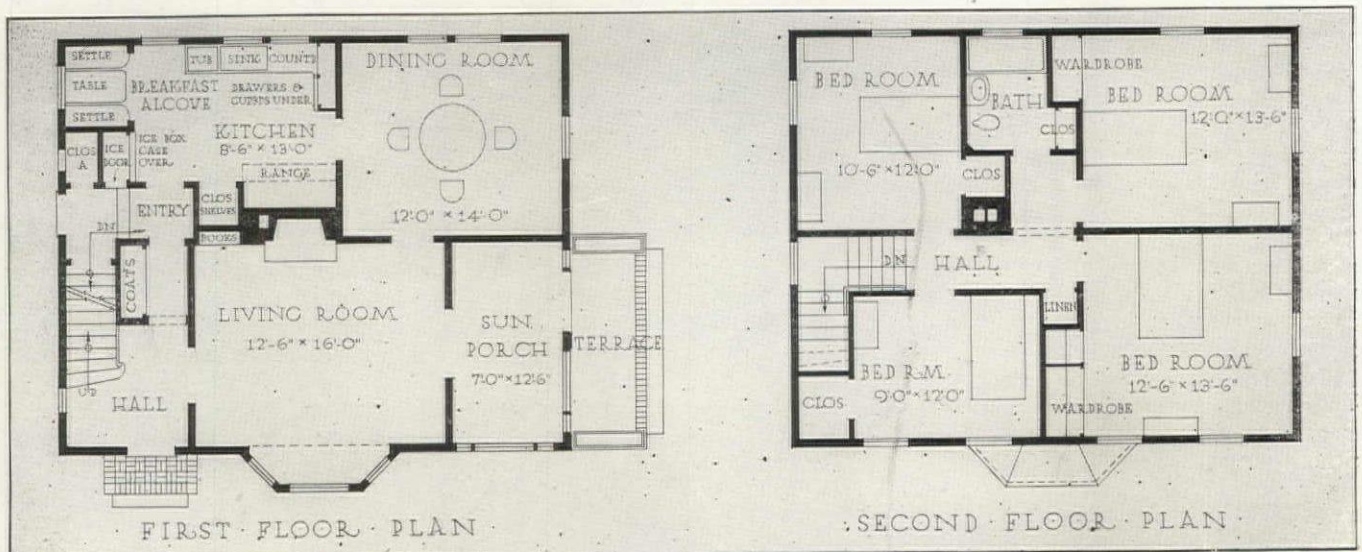 SETTLE
TABLE
SETTLE
BREAKFAST
ALCOVE
TUB
SINK
COUNTR
DRAWERS &
CUPB'DS UNDER
DINING ROOM
12'-0" × 14'-0"
KITCHEN
8'-6" × 13'-0"
RANGE
CLOS
A
ICE
DOOR
ICE BOX
CASE
OVER
CLOS
SHELVES
ENTRY
DN
BOOKS
COATS
LIVING ROOM
12'-6" × 16'-0"
SUN
PORCH
7'-0" × 12'-6"
TERRACE
UP
HALL
FIRST · FLOOR · PLAN
BED ROOM
10'-6" × 12'-0"
BATH
CLOS
CLOS
WARDROBE
BED ROOM
12'-0" × 13'-6"
DN
HALL
LINEN
BED RM.
9'-0" × 12'-0"
CLOS
BED ROOM
12'-6" × 13'-6"
WARDROBE
SECOND · FLOOR · PLAN